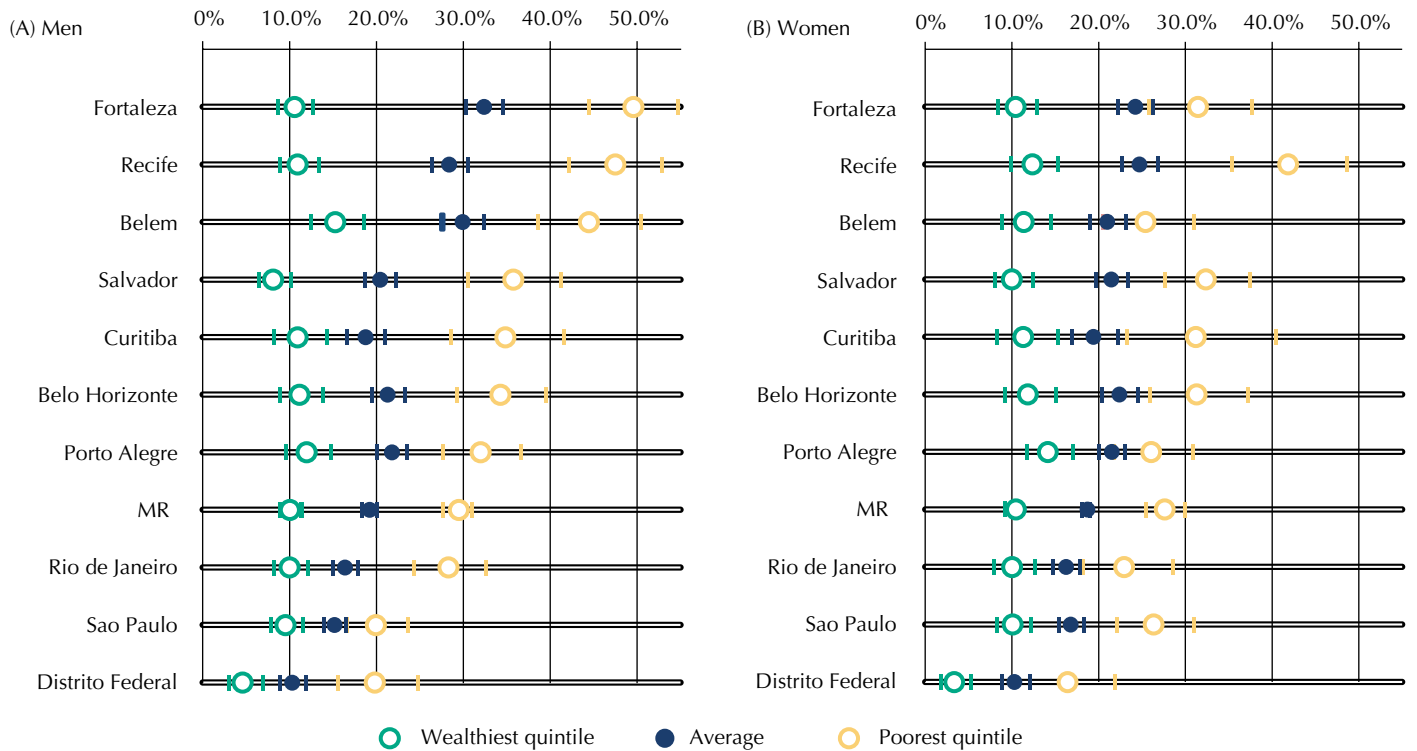 (A) Men
0% 10.0% 20.0% 30.0% 40.0% 50.0%
Fortaleza
Recife
Belem
Salvador
Curitiba
Belo Horizonte
Porto Alegre
MR
Rio de Janeiro
Sao Paulo
Distrito Federal
(B) Women
0% 10.0% 20.0% 30.0% 40.0% 50.0%
Fortaleza
Recife
Belem
Salvador
Curitiba
Belo Horizonte
Porto Alegre
MR
Rio de Janeiro
Sao Paulo
Distrito Federal
Wealthiest quintile Average Poorest quintile